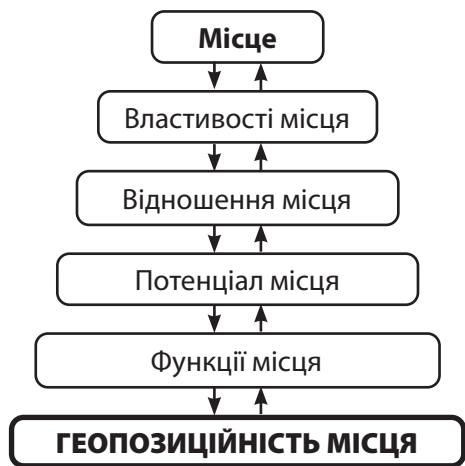 Місце
Властивості місця
Відношення місця
Потенціал місця
Функції місця
ГЕОПОЗИЦІЙНІСТЬ МІСЦЯ